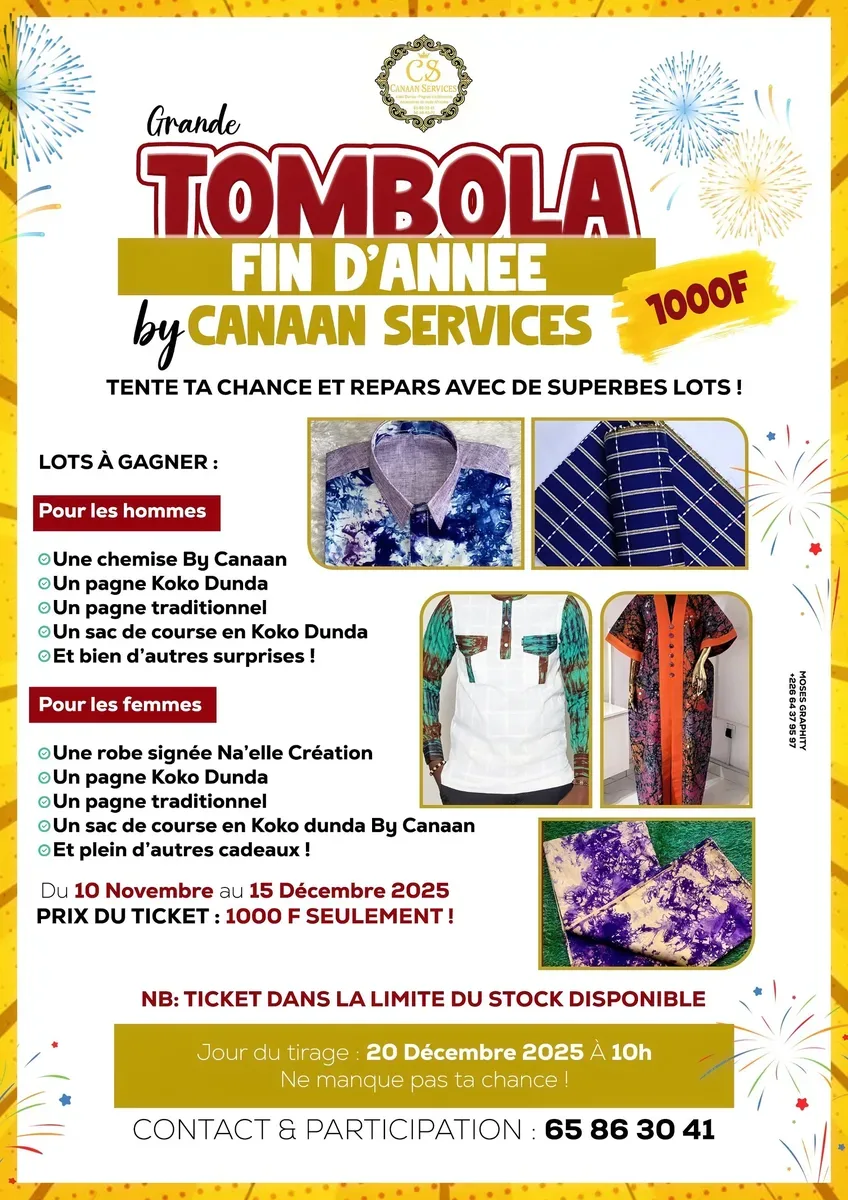 CS
CANAAN SERVICES
Grande
TOMBOLA
FIN D'ANNEE
by CANAAN SERVICES
1000F
TENTE TA CHANCE ET REPARS AVEC DE SUPERBES LOTS !
LOTS À GAGNER :
Pour les hommes
Une chemise By Canaan
Un pagne Koko Dunda
Un pagne traditionnel
Un sac de course en Koko Dunda
Et bien d'autres surprises !
Pour les femmes
Une robe signée Na'elle Création
Un pagne Koko Dunda
Un pagne traditionnel
Un sac de course en Koko dunda By Canaan
Et plein d'autres cadeaux !
MOSES GRAPHITY
+226 64 37 95 97
Du 10 Novembre au 15 Décembre 2025
PRIX DU TICKET : 1000 F SEULEMENT !
NB: TICKET DANS LA LIMITE DU STOCK DISPONIBLE
Jour du tirage : 20 Décembre 2025 À 10h
Ne manque pas ta chance !
CONTACT & PARTICIPATION : 65 86 30 41